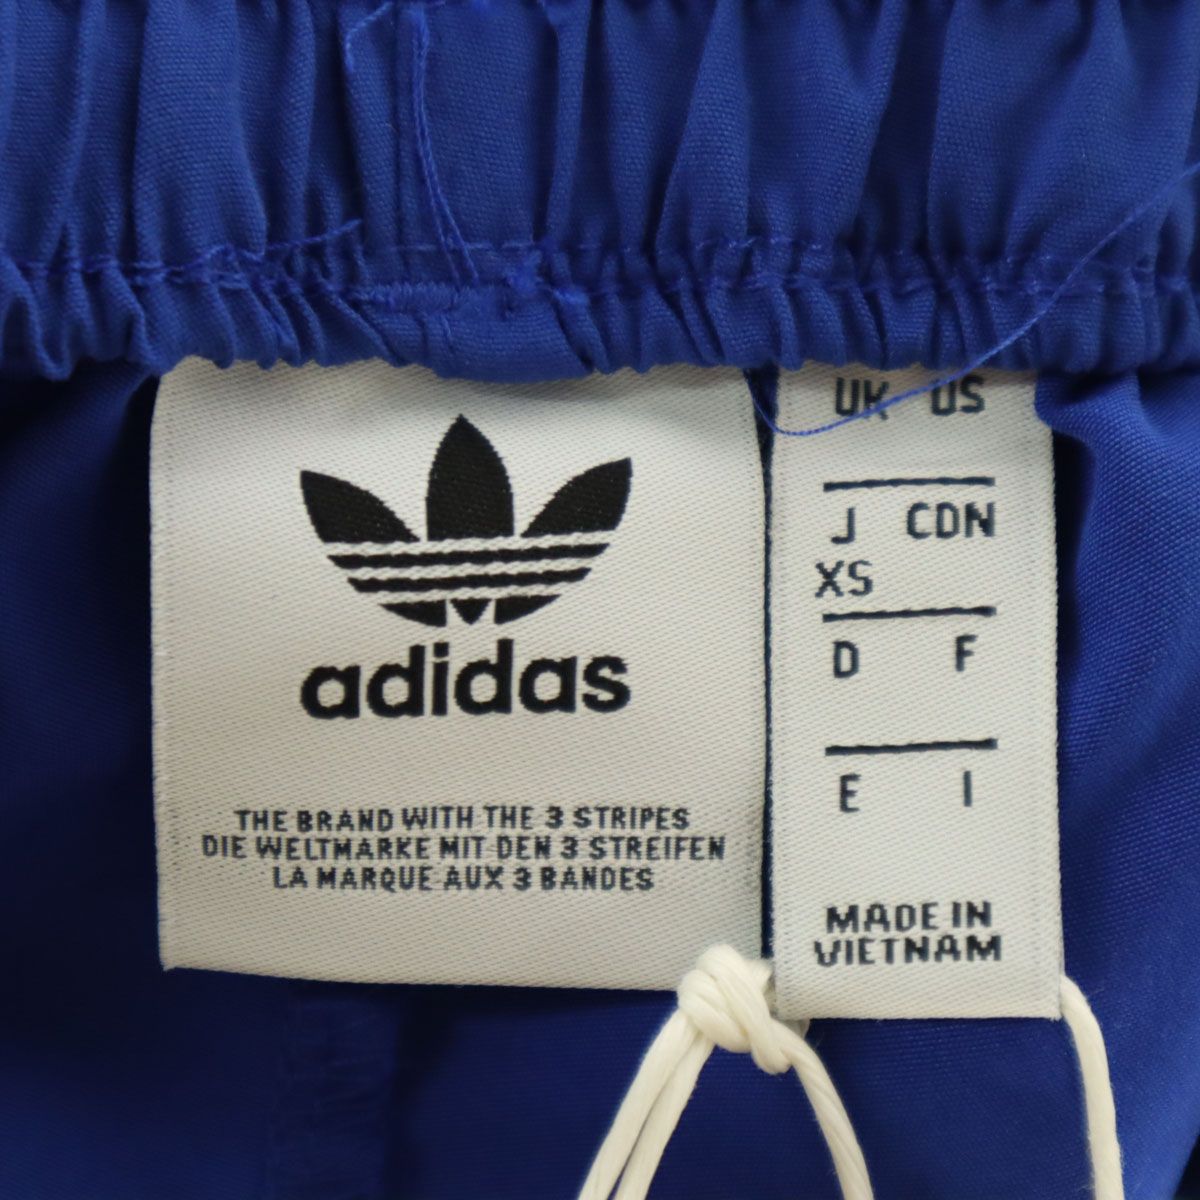 adidas
THE BRAND WITH THE 3 STRIPES
DIE WELTMARKE MIT DEN 3 STREIFEN
LA MARQUE AUX 3 BANDES
UK US
J CDN
XS
D F
E I
MADE IN
VIETNAM